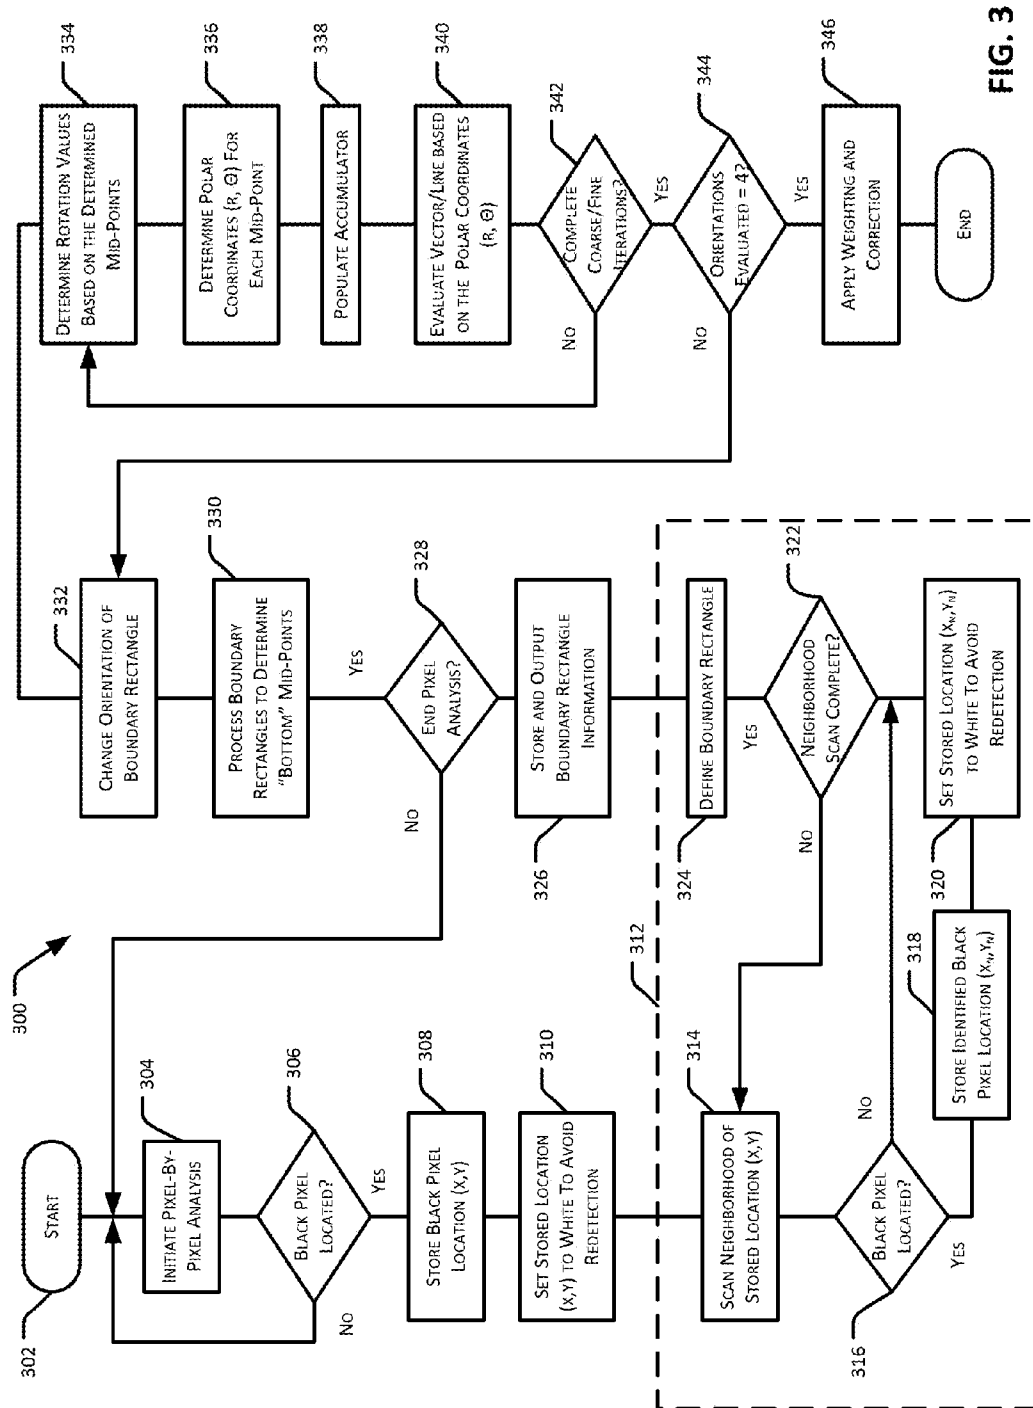 300
302
START
304
INITIATE PIXEL-BY-
PIXEL ANALYSIS
306
BLACK PIXEL
LOCATED?
NO
YES
308
STORE BLACK PIXEL
LOCATION (X,Y)
310
SET STORED LOCATION
(X,Y) TO WHITE TO AVOID
REDETECTION
312
314
SCAN NEIGHBORHOOD OF
STORED LOCATION (X,Y)
316
BLACK PIXEL
LOCATED?
NO
YES
318
STORE IDENTIFIED BLACK
PIXEL LOCATION (XN,YN)
320
SET STORED LOCATION (XN,YN)
TO WHITE TO AVOID
REDETECTION
322
NEIGHBORHOOD
SCAN COMPLETE?
NO
YES
324
DEFINE BOUNDARY RECTANGLE
326
STORE AND OUTPUT
BOUNDARY RECTANGLE
INFORMATION
328
END PIXEL
ANALYSIS?
NO
YES
330
PROCESS BOUNDARY
RECTANGLES TO DETERMINE
"BOTTOM" MID-POINTS
332
CHANGE ORIENTATION OF
BOUNDARY RECTANGLE
334
DETERMINE ROTATION VALUES
BASED ON THE DETERMINED
MID-POINTS
336
DETERMINE POLAR
COORDINATES (R, Θ) FOR
EACH MID-POINT
338
POPULATE ACCUMULATOR
340
EVALUATE VECTOR/LINE BASED
ON THE POLAR COORDINATES
(R, Θ)
342
COMPLETE
COARSE/FINE
ITERATIONS?
NO
YES
344
ORIENTATIONS
EVALUATED = 4?
NO
YES
346
APPLY WEIGHTING AND
CORRECTION
END
FIG. 3